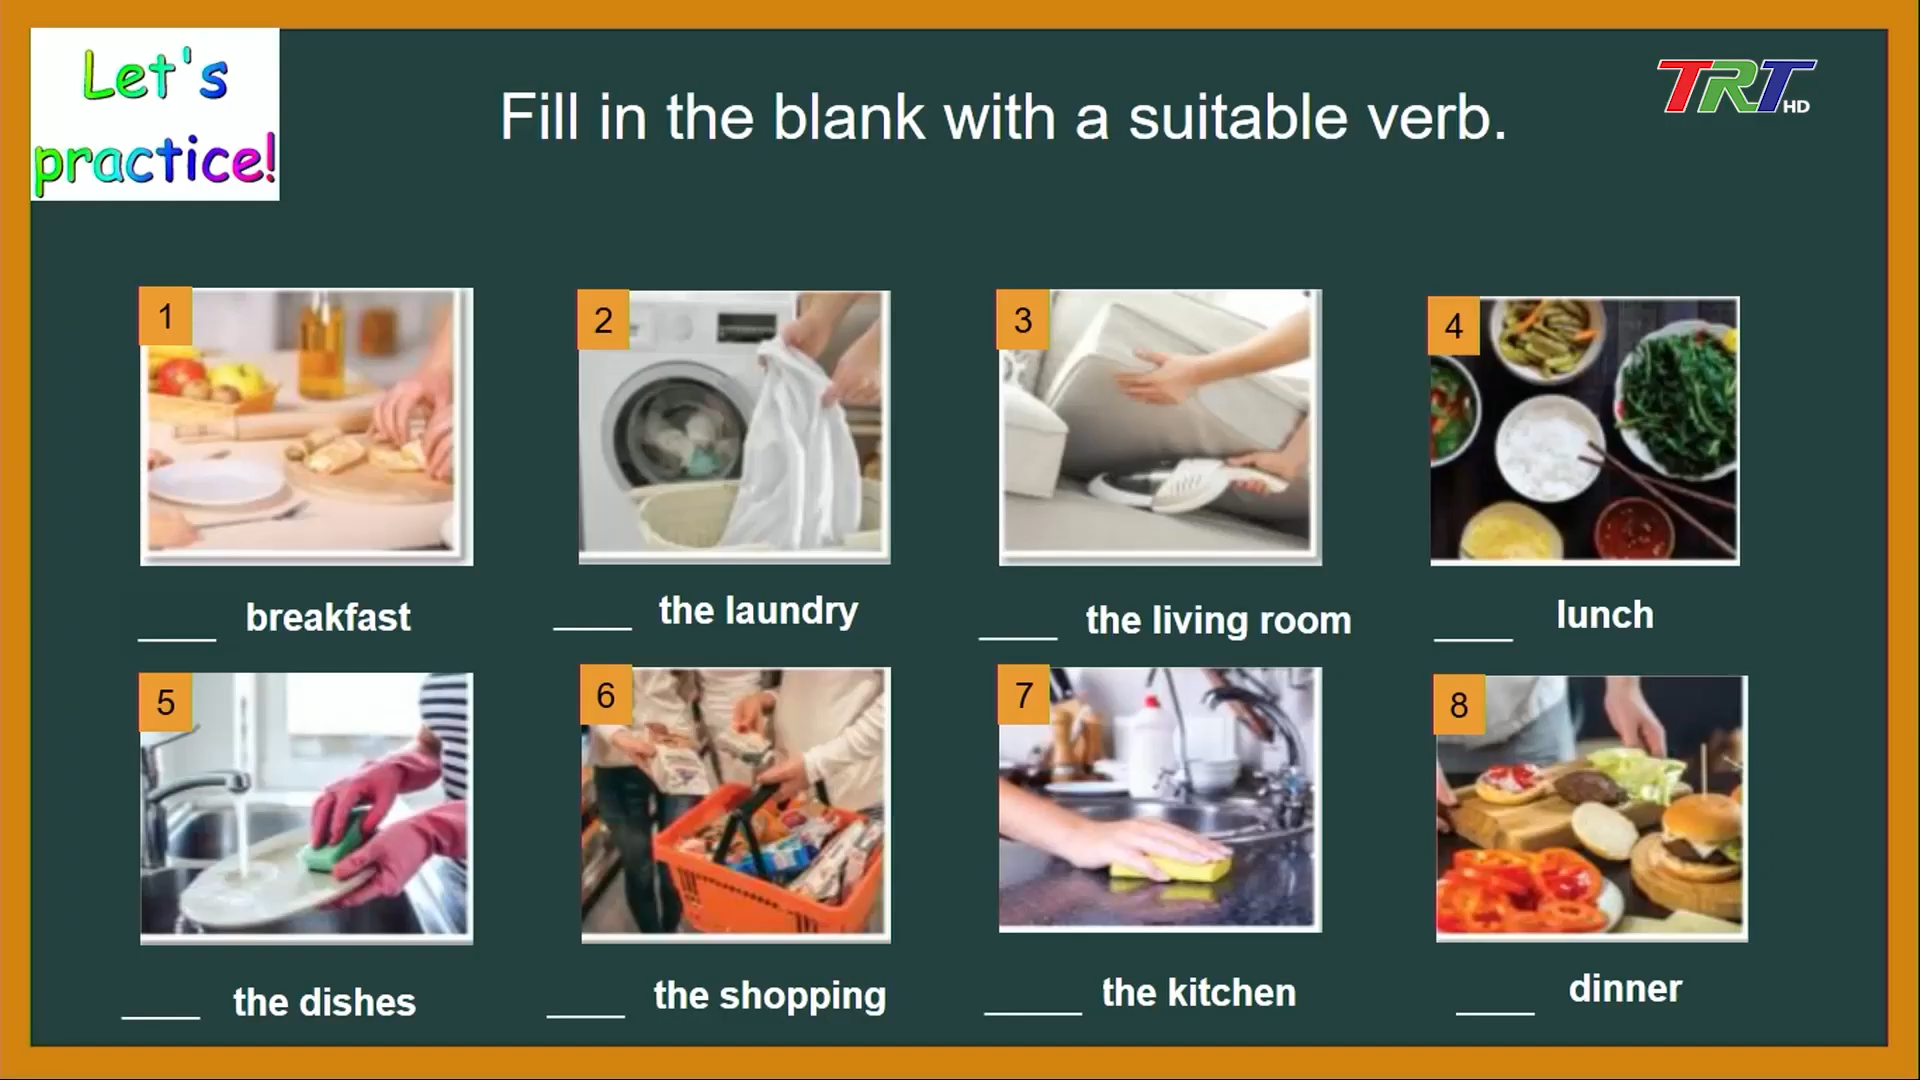 Let's
practice!
Fill in the blank with a suitable verb.
TRT HD
1
2
3
4
____ breakfast
____ the laundry
____ the living room
____ lunch
5
6
7
8
____ the dishes
____ the shopping
_____ the kitchen
____ dinner